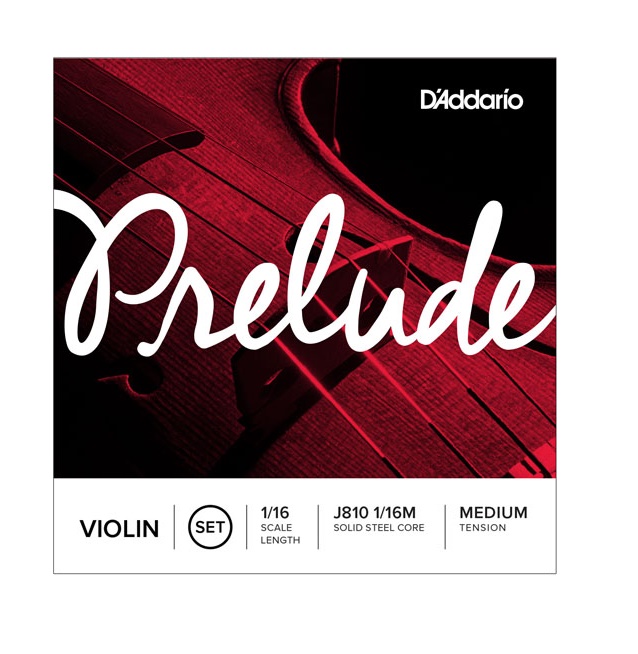 D'Addario
Prelude
VIOLIN
SET
1/16
SCALE
LENGTH
J810 1/16M
SOLID STEEL CORE
MEDIUM
TENSION